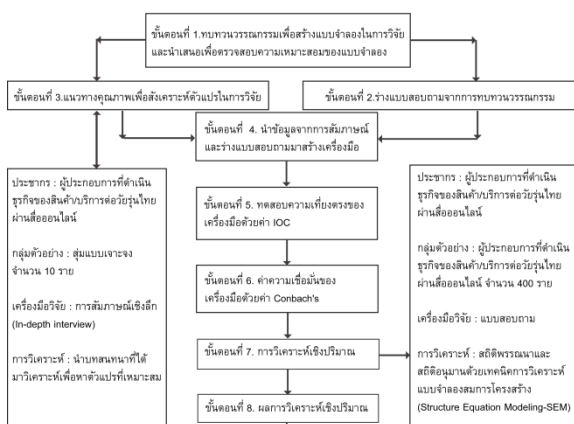 ขั้นตอนที่ 1.ทบทวนวรรณกรรมเพื่อสร้างแบบจำลองในการวิจัย
และนำเสนอเพื่อตรวจสอบความเหมาะสมของแบบจำลอง
ขั้นตอนที่ 3.แนวทางคุณภาพเพื่อสังเคราะห์ตัวแปรในการวิจัย
ขั้นตอนที่ 2.ร่างแบบสอบถามจากการทบทวนวรรณกรรม
ขั้นตอนที่ 4. นำข้อมูลจากการสัมภาษณ์
และร่างแบบสอบถามมาสร้างเครื่องมือ
ประชากร : ผู้ประกอบการที่ดำเนิน
ธุรกิจของสินค้า/บริการต่อวัยรุ่นไทย
ผ่านสื่อออนไลน์
กลุ่มตัวอย่าง : สุ่มแบบเจาะจง
จำนวน 10 ราย
เครื่องมือวิจัย : การสัมภาษณ์เชิงลึก
(In-depth interview)
การวิเคราะห์ : นำบทสนทนาที่ได้
มาวิเคราะห์เพื่อหาตัวแปรที่เหมาะสม
ขั้นตอนที่ 5. ทดสอบความเที่ยงตรงของ
เครื่องมือด้วยค่า IOC
ขั้นตอนที่ 6. ค่าความเชื่อมั่นของ
เครื่องมือด้วยค่า Conbach's
ขั้นตอนที่ 7. การวิเคราะห์เชิงปริมาณ
ขั้นตอนที่ 8. ผลการวิเคราะห์เชิงปริมาณ
ประชากร : ผู้ประกอบการที่ดำเนิน
ธุรกิจของสินค้า/บริการต่อวัยรุ่นไทย
ผ่านสื่อออนไลน์
กลุ่มตัวอย่าง : ผู้ประกอบการที่ดำเนิน
ธุรกิจของสินค้า/บริการต่อวัยรุ่นไทย
ผ่านสื่อออนไลน์ จำนวน 400 ราย
เครื่องมือวิจัย : แบบสอบถาม
การวิเคราะห์ : สถิติพรรณนาและ
สถิติอนุมานด้วยเทคนิคการวิเคราะห์
แบบจำลองสมการโครงสร้าง
(Structure Equation Modeling-SEM)